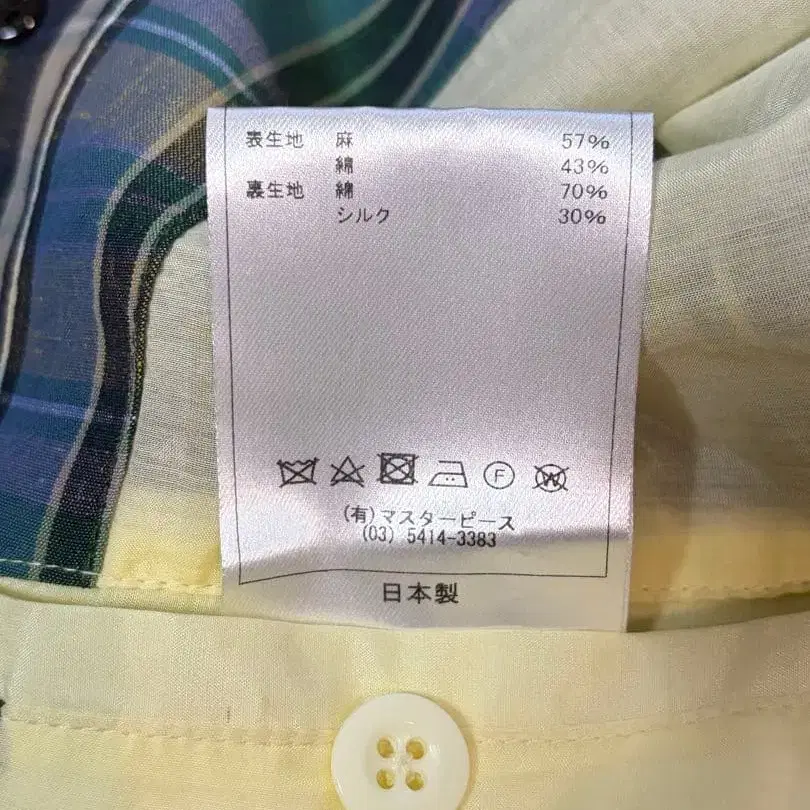 表生地 麻 57%
綿 43%
裏生地 綿 70%
シルク 30%
F W
(有)マスターピース
(03) 5414-3383
日本製